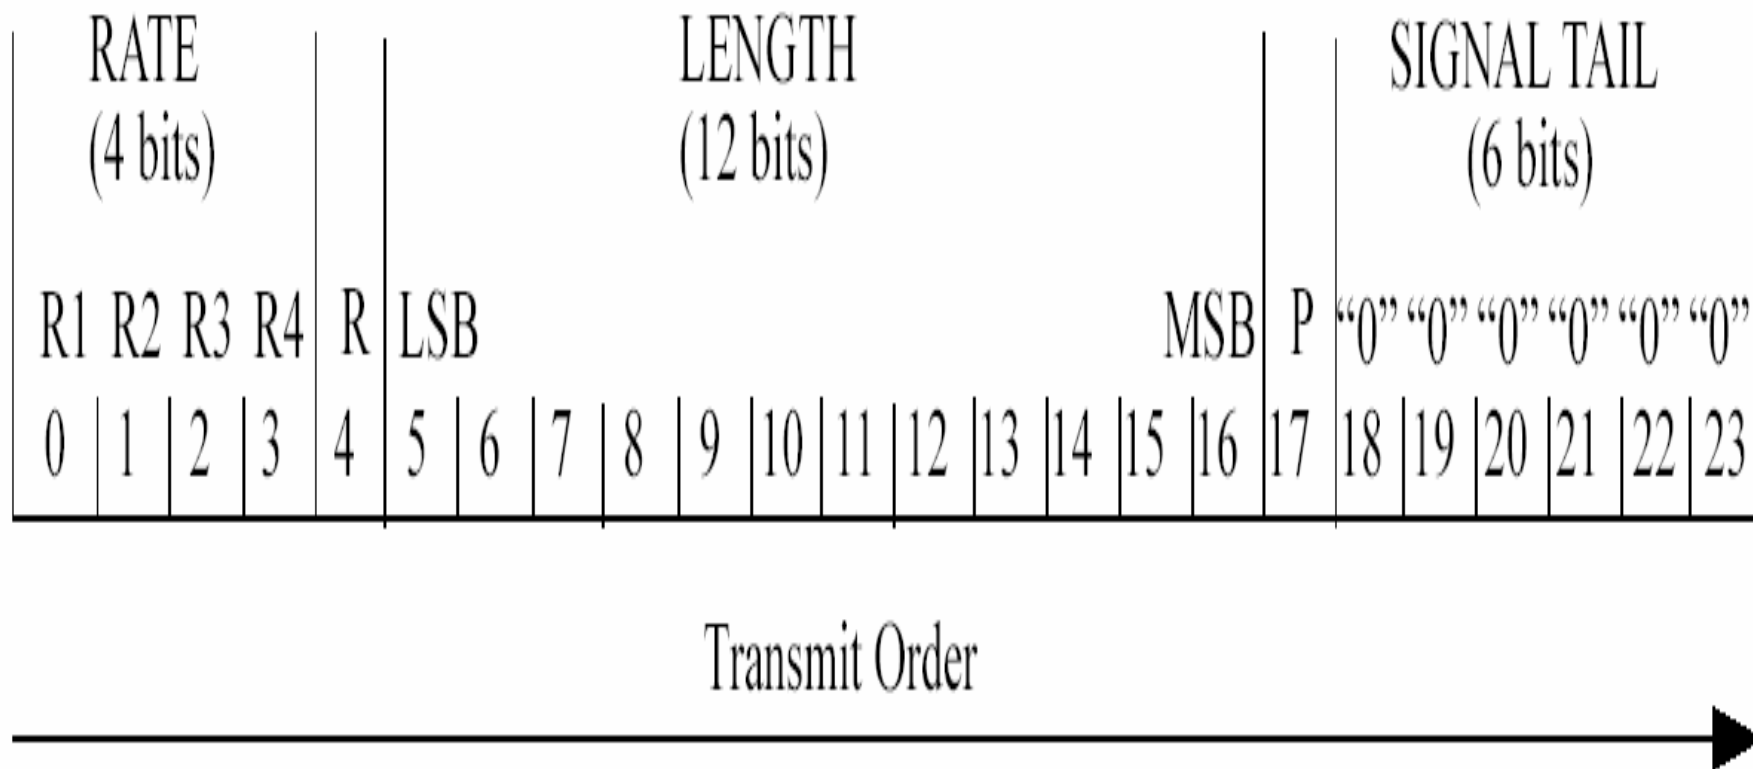 RATE LENGTH SIGNAL TAIL
(4 bits) (12 bits) (6 bits)
R1 R2 R3 R4 R LSB MSB P “0” “0” “0” “0” “0” “0”
0 1 2 3 4 5 6 7 8 9 10 11 12 13 14 15 16 17 18 19 20 21 22 23
Transmit Order